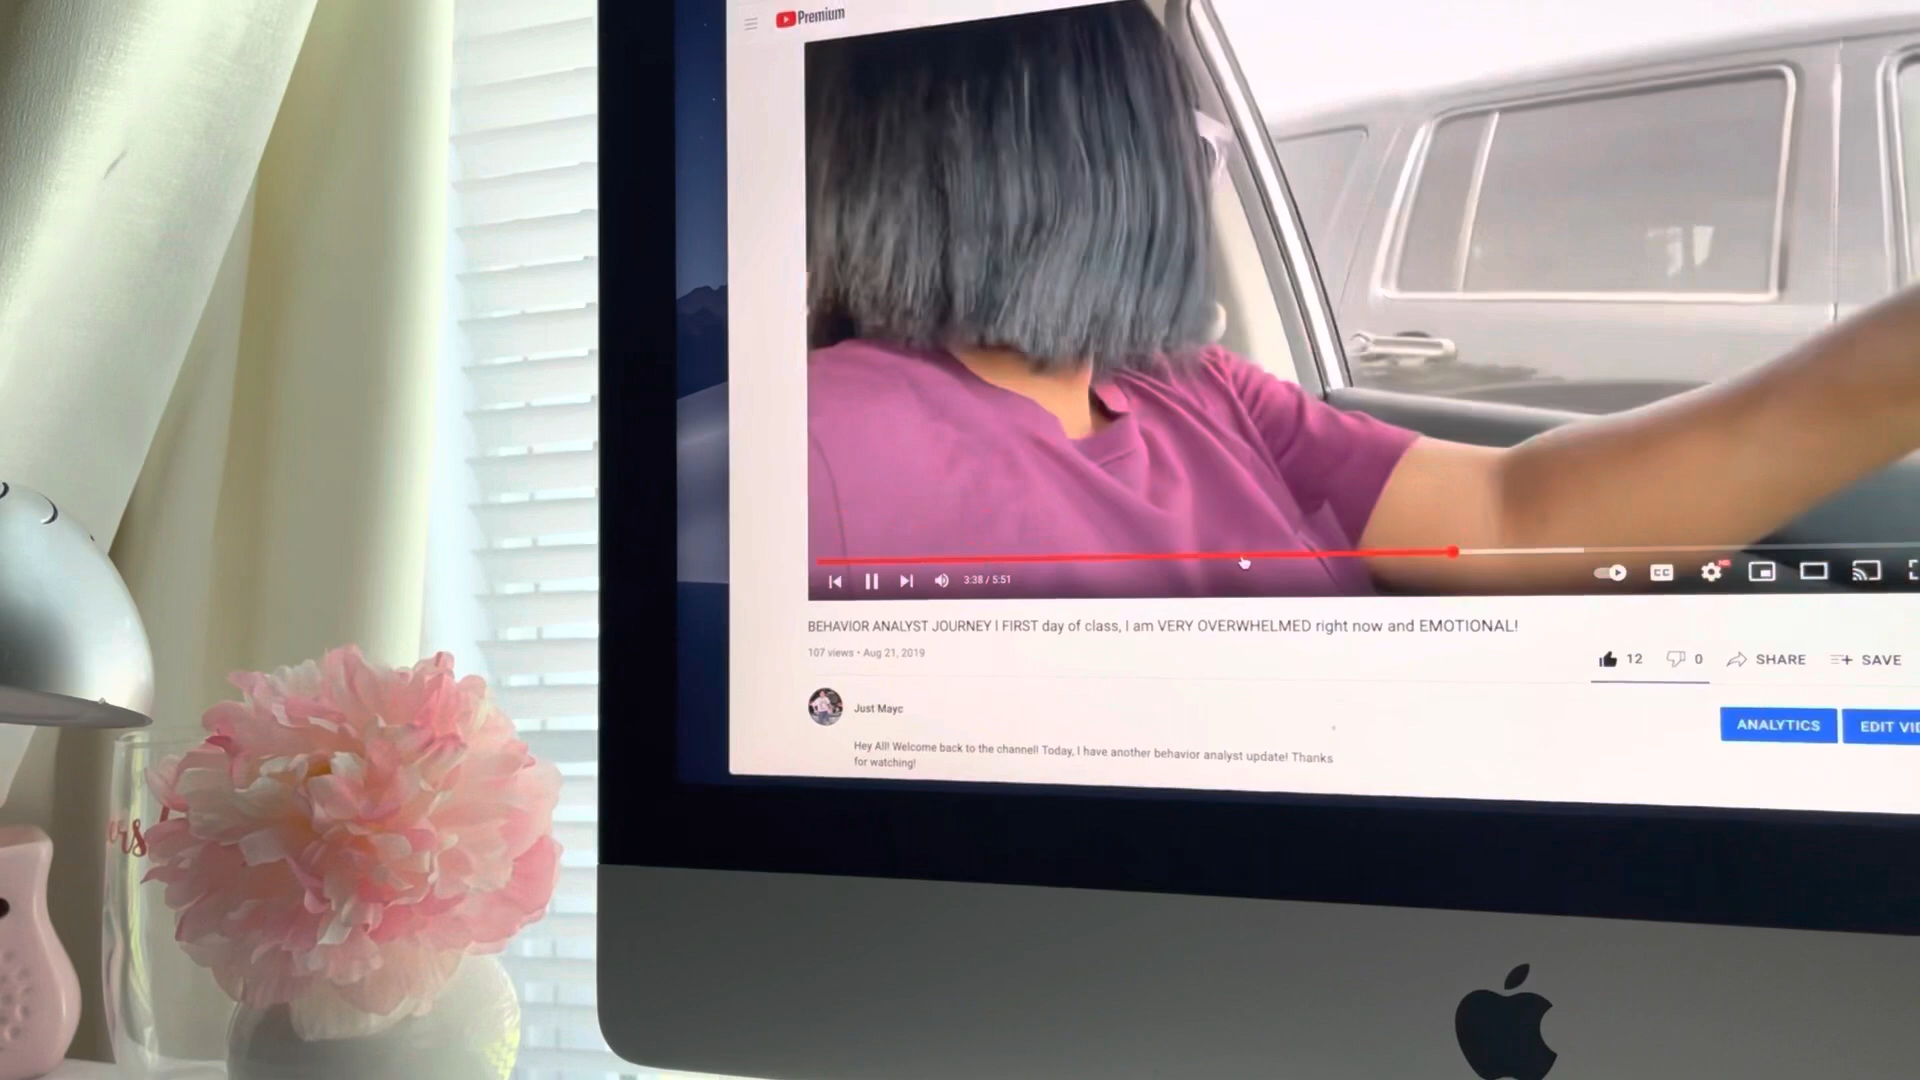 Premium
3:38 / 5:51
CC
HD
BEHAVIOR ANALYST JOURNEY I FIRST day of class, I am VERY OVERWHELMED right now and EMOTIONAL!
107 views • Aug 21, 2019
12
0
SHARE
SAVE
Just Mayc
ANALYTICS
EDIT VI
Hey All! Welcome back to the channel! Today, I have another behavior analyst update! Thanks
for watching!